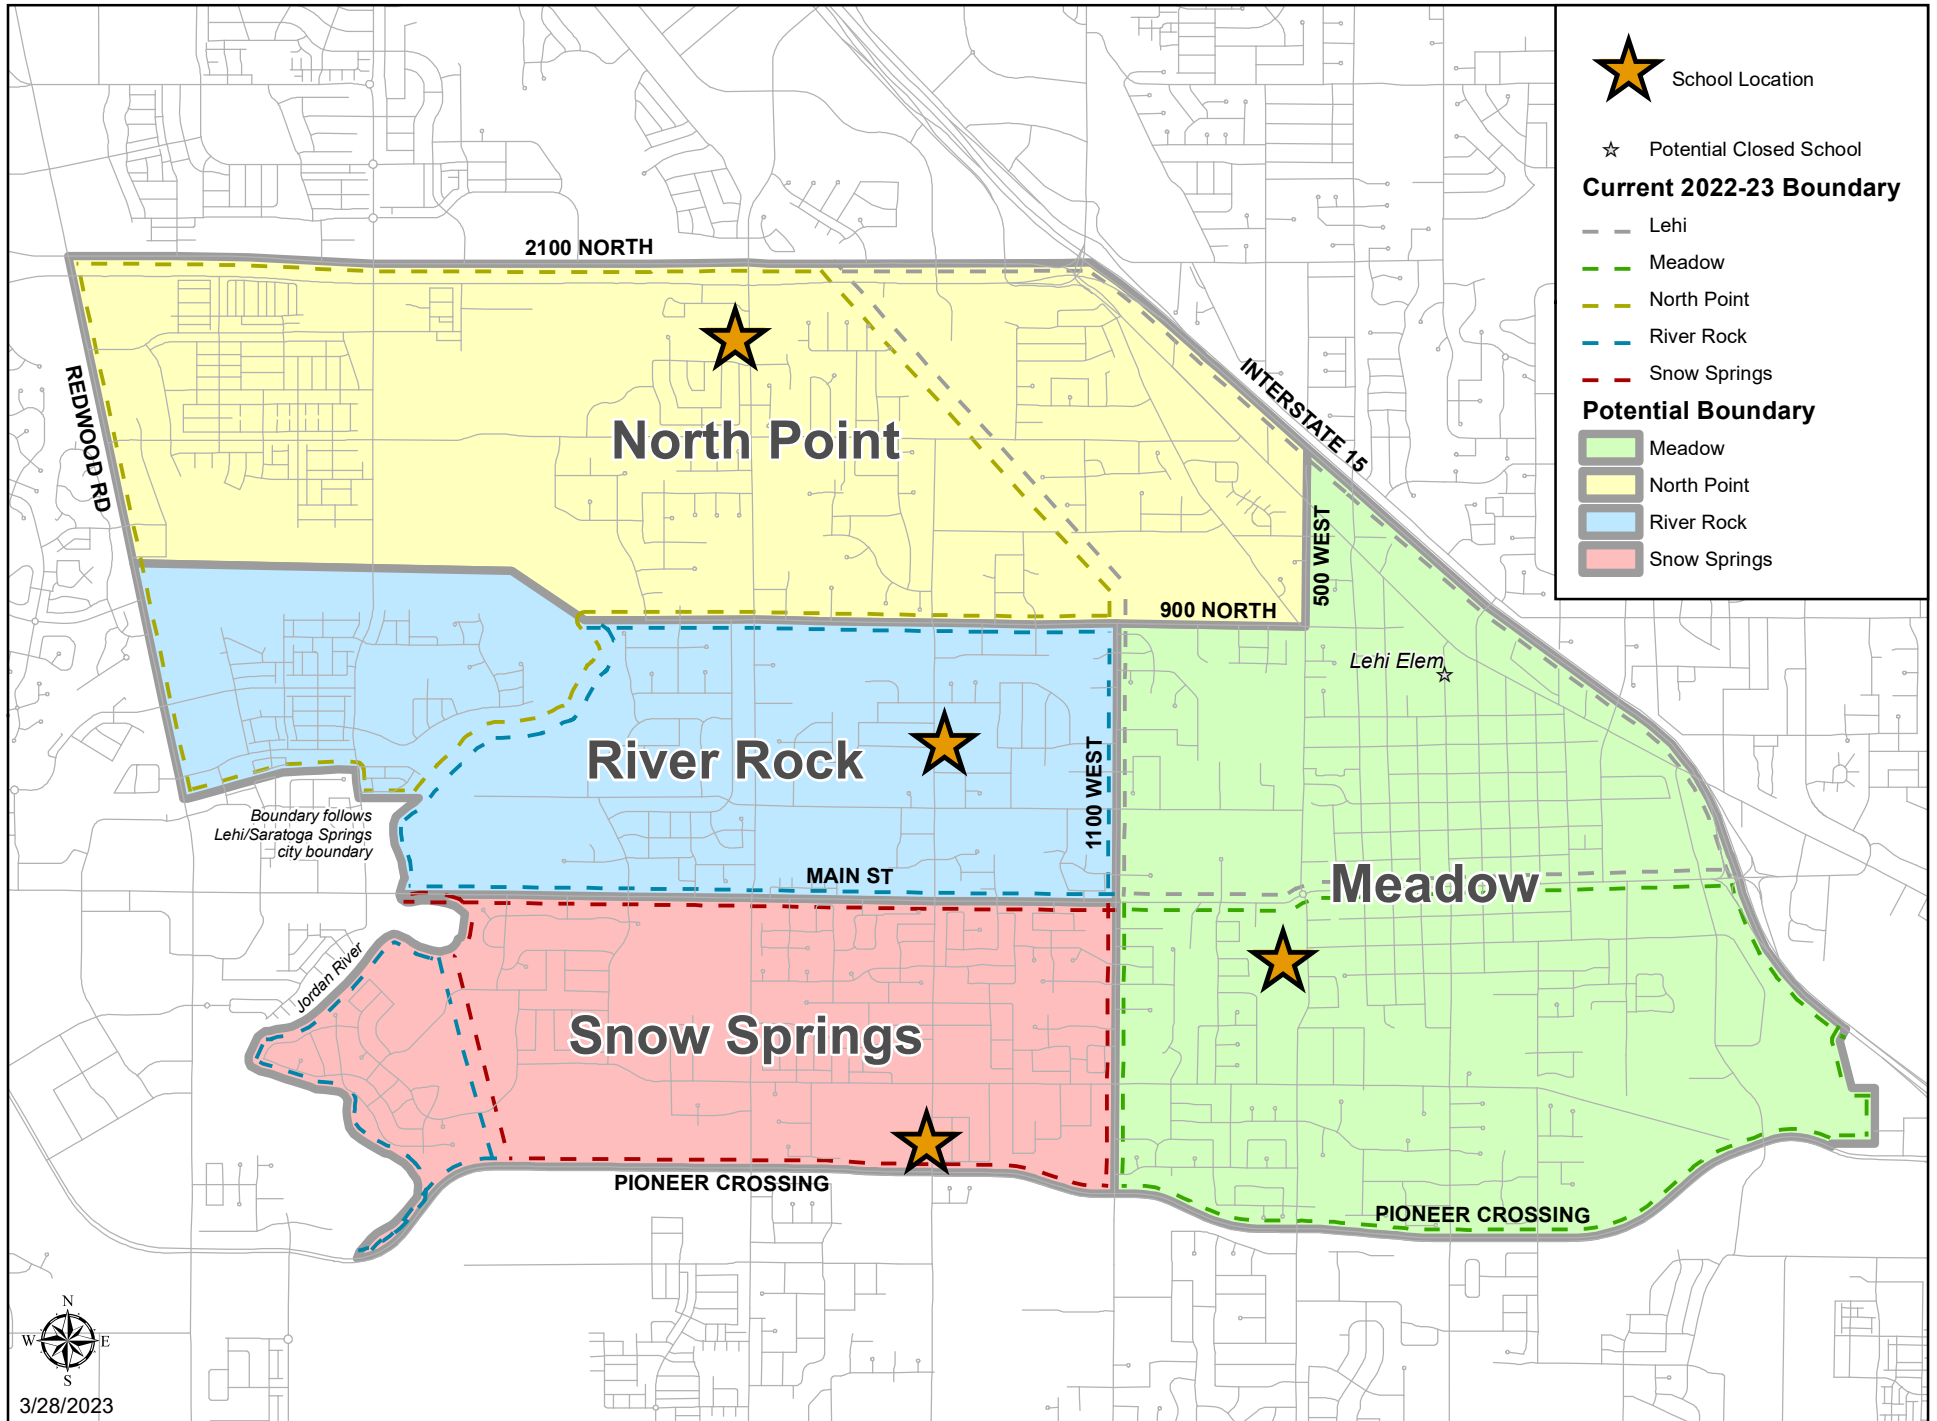 School Location
Potential Closed School
Current 2022-23 Boundary
Lehi
Meadow
North Point
River Rock
Snow Springs
Potential Boundary
Meadow
North Point
River Rock
Snow Springs
2100 NORTH
REDWOOD RD
INTERSTATE 15
North Point
500 WEST
900 NORTH
Lehi Elem
River Rock
1100 WEST
Boundary follows
Lehi/Saratoga Springs
city boundary
MAIN ST
Meadow
Jordan River
Snow Springs
PIONEER CROSSING
PIONEER CROSSING
N
W E
S
3/28/2023